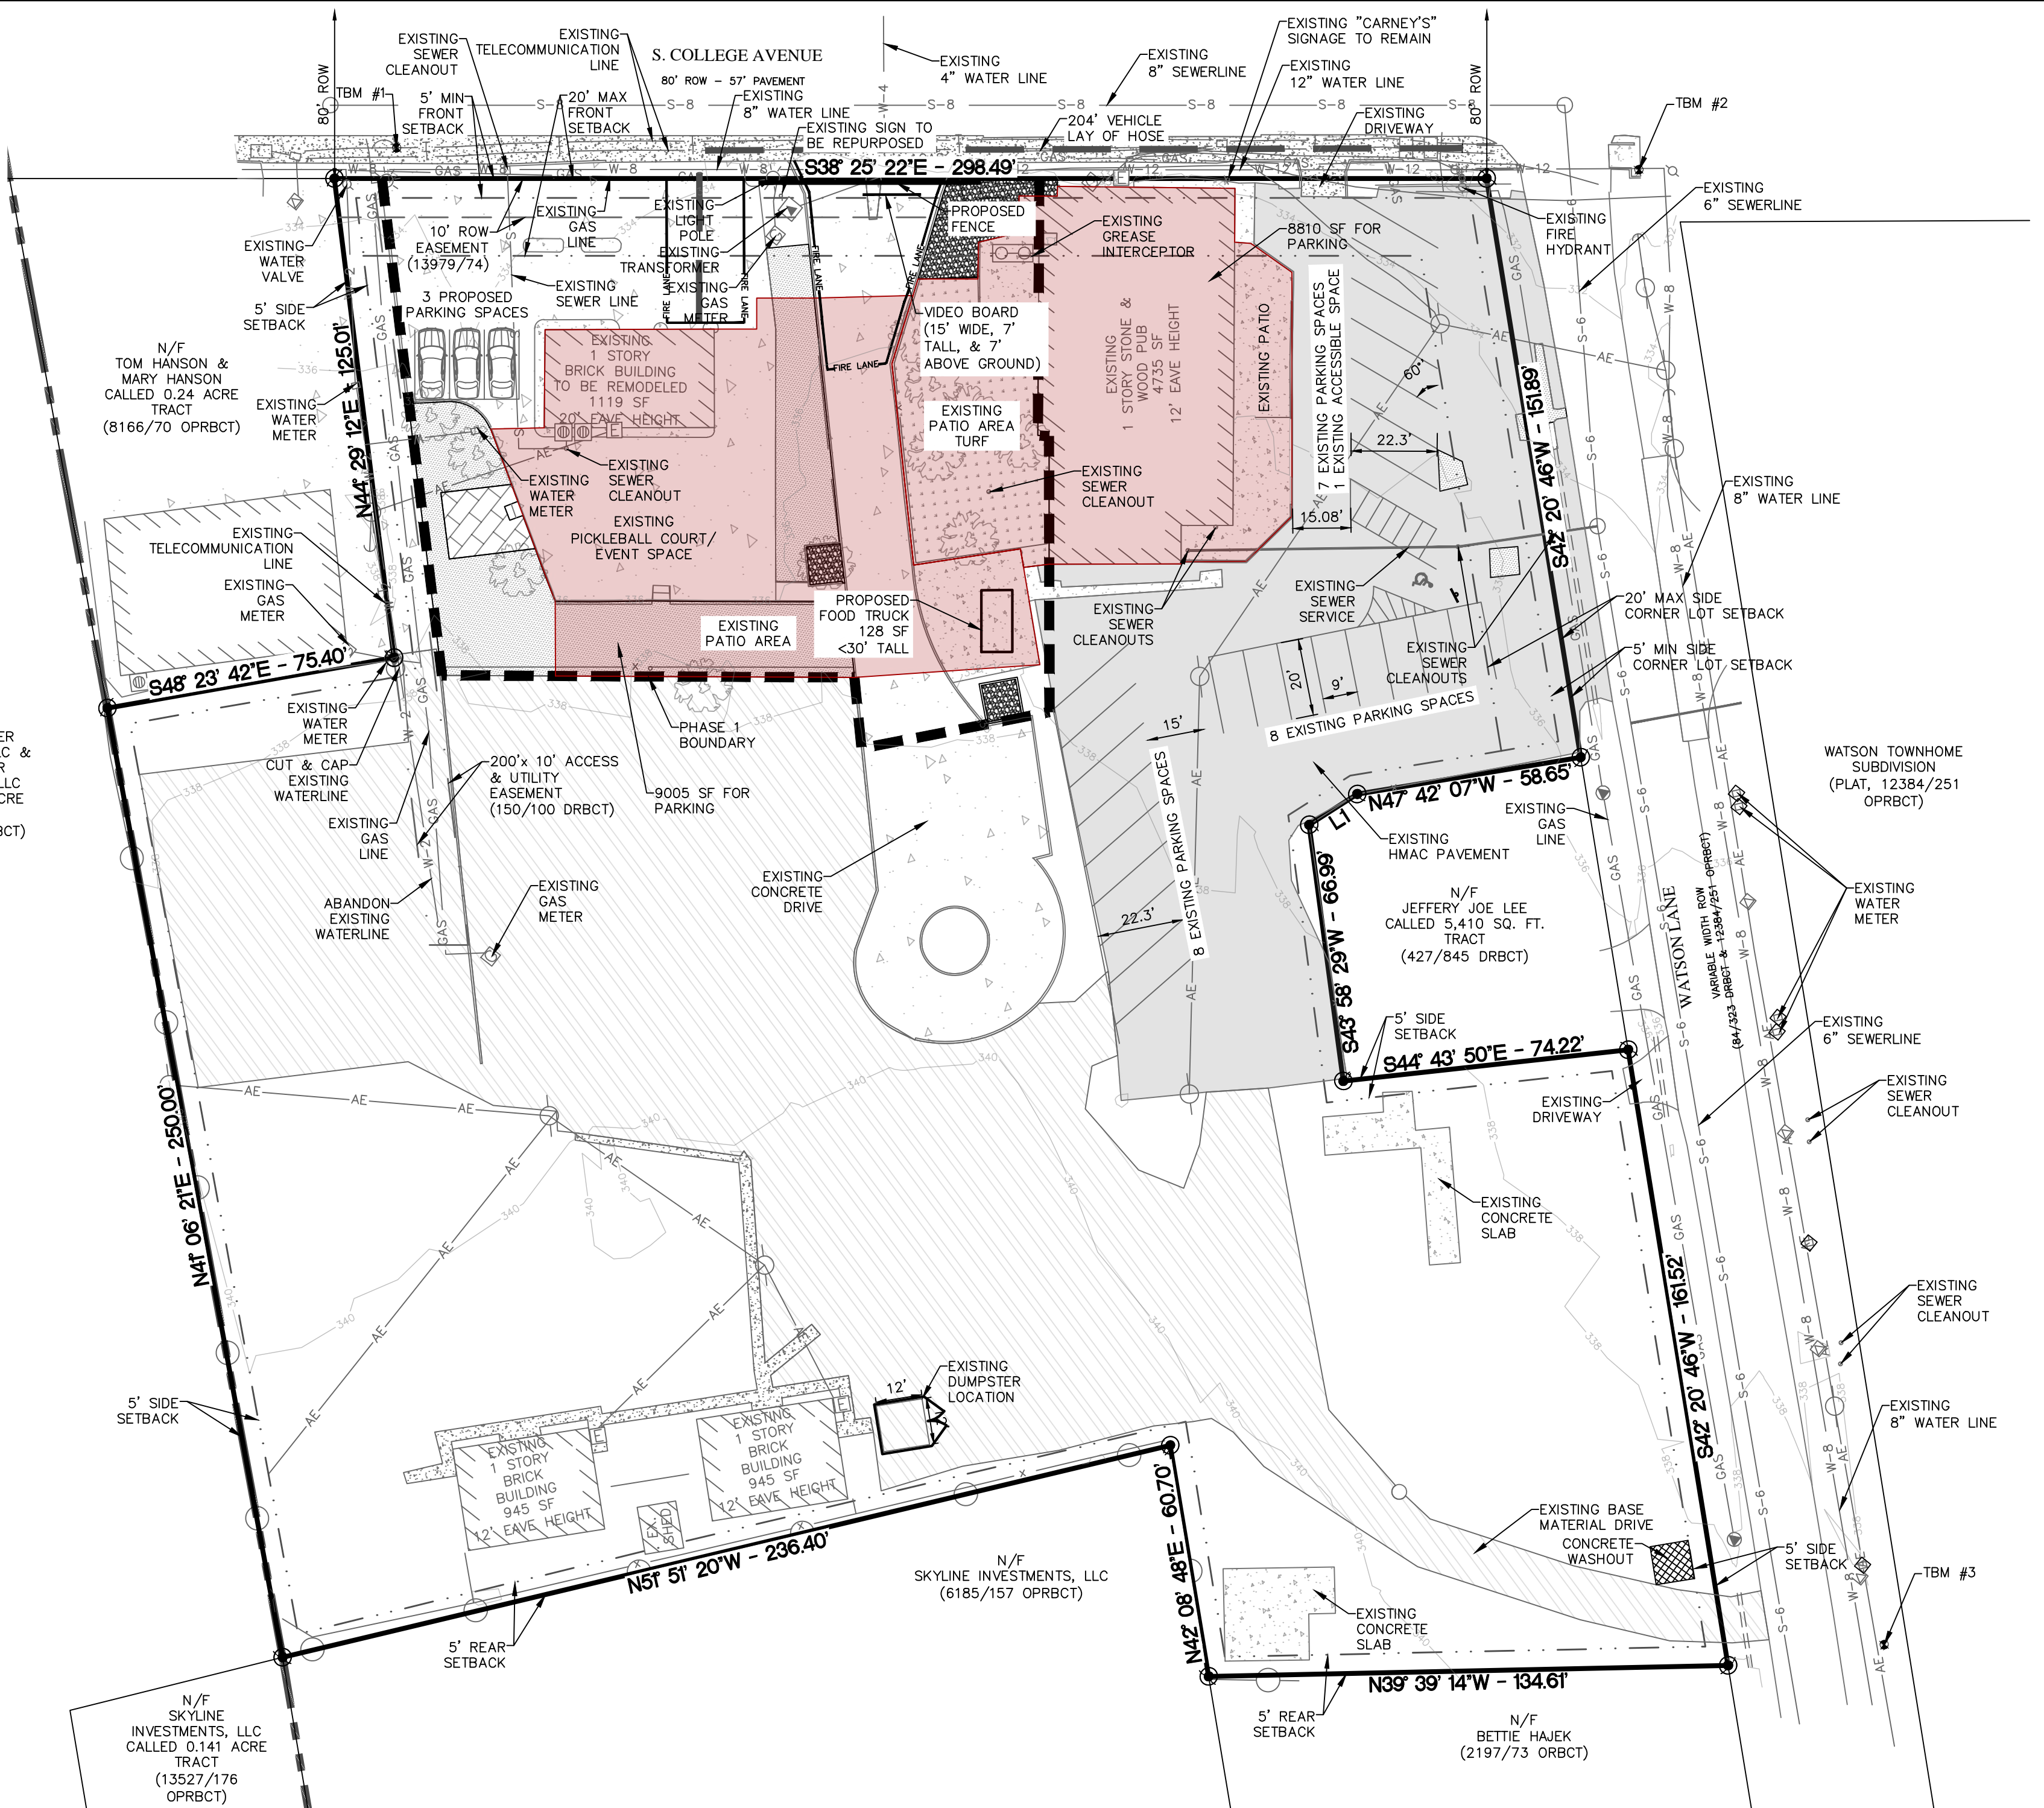 S. COLLEGE AVENUE
80' ROW – 57' PAVEMENT
80' ROW
80' ROW
TBM #1
EXISTING
SEWER
CLEANOUT
EXISTING
TELECOMMUNICATION
LINE
5' MIN
FRONT
SETBACK
20' MAX
FRONT
SETBACK
EXISTING
8" WATER LINE
EXISTING SIGN TO
BE REPURPOSED
EXISTING
4" WATER LINE
EXISTING
8" SEWERLINE
EXISTING "CARNEY'S"
SIGNAGE TO REMAIN
EXISTING
12" WATER LINE
204' VEHICLE
LAY OF HOSE
EXISTING
DRIVEWAY
TBM #2
S38° 25' 22"E – 298.49'
EXISTING
6" SEWERLINE
EXISTING
FIRE
HYDRANT
EXISTING
WATER
VALVE
5' SIDE
SETBACK
10' ROW
EASEMENT
(13979/74)
EXISTING
GAS
LINE
EXISTING
LIGHT
POLE
EXISTING
TRANSFORMER
EXISTING
GAS
METER
EXISTING
SEWER LINE
3 PROPOSED
PARKING SPACES
PROPOSED
FENCE
EXISTING
GREASE
INTERCEPTOR
8810 SF FOR
PARKING
FIRE LANE
FIRE LANE
FIRE LANE
FIRE LANE
FIRE LANE
VIDEO BOARD
(15' WIDE, 7'
TALL, & 7'
ABOVE GROUND)
EXISTING
1 STORY STONE &
WOOD PUB
4735 SF
12' EAVE HEIGHT
EXISTING PATIO
7 EXISTING PARKING SPACES
1 EXISTING ACCESSIBLE SPACE
60°
22.3'
15.08'
N/F
TOM HANSON &
MARY HANSON
CALLED 0.24 ACRE
TRACT
(8166/70 OPRBCT)
N44° 29' 12"E – 125.01'
EXISTING
WATER
METER
EXISTING
1 STORY
BRICK BUILDING
TO BE REMODELED
1119 SF
20' EAVE HEIGHT
EXISTING
PATIO AREA
TURF
EXISTING
WATER
METER
EXISTING
SEWER
CLEANOUT
EXISTING
SEWER
CLEANOUT
EXISTING
PICKLEBALL COURT/
EVENT SPACE
S42° 20' 46"W – 151.89'
EXISTING
8" WATER LINE
EXISTING
TELECOMMUNICATION
LINE
EXISTING
GAS
METER
PROPOSED
FOOD TRUCK
128 SF
<30' TALL
EXISTING
PATIO AREA
EXISTING
SEWER
CLEANOUTS
EXISTING
SEWER
SERVICE
EXISTING
SEWER
CLEANOUTS
20' MAX SIDE
CORNER LOT SETBACK
5' MIN SIDE
CORNER LOT SETBACK
20'
9'
8 EXISTING PARKING SPACES
15'
8 EXISTING PARKING SPACES
22.3'
S48° 23' 42"E – 75.40'
EXISTING
WATER
METER
CUT & CAP
EXISTING
WATERLINE
EXISTING
GAS
LINE
ABANDON
EXISTING
WATERLINE
200'x 10' ACCESS
& UTILITY
EASEMENT
(150/100 DRBCT)
EXISTING
GAS
METER
PHASE 1
BOUNDARY
9005 SF FOR
PARKING
EXISTING
CONCRETE
DRIVE
N47° 42' 07"W – 58.65'
L1
EXISTING
HMAC PAVEMENT
EXISTING
GAS
LINE
WATSON TOWNHOME
SUBDIVISION
(PLAT, 12384/251
OPRBCT)
S43° 58' 29"W – 66.99'
N/F
JEFFERY JOE LEE
CALLED 5,410 SQ. FT.
TRACT
(427/845 DRBCT)
WATSON LANE
VARIABLE WIDTH ROW
(84/323 DRBCT & 12384/251 OPRBCT)
EXISTING
WATER
METER
EXISTING
6" SEWERLINE
5' SIDE
SETBACK
S44° 43' 50"E – 74.22'
EXISTING
DRIVEWAY
EXISTING
SEWER
CLEANOUT
N41° 06' 21"E – 250.00'
EXISTING
CONCRETE
SLAB
EXISTING
SEWER
CLEANOUT
S42° 20' 46"W – 161.52'
5' SIDE
SETBACK
12'
EXISTING
DUMPSTER
LOCATION
EXISTING
8" WATER LINE
EXISTING
1 STORY
BRICK
BUILDING
945 SF
12' EAVE HEIGHT
EXISTING
1 STORY
BRICK
BUILDING
945 SF
12' EAVE HEIGHT
EX.
SHED
N51° 51' 20"W – 236.40'
5' REAR
SETBACK
N/F
SKYLINE INVESTMENTS, LLC
(6185/157 OPRBCT)
N42° 08' 48"E – 60.70'
EXISTING BASE
MATERIAL DRIVE
CONCRETE
WASHOUT
5' SIDE
SETBACK
TBM #3
EXISTING
CONCRETE
SLAB
N39° 39' 14"W – 134.61'
5' REAR
SETBACK
N/F
BETTIE HAJEK
(2197/73 ORBCT)
N/F
SKYLINE
INVESTMENTS, LLC
CALLED 0.141 ACRE
TRACT
(13527/176
OPRBCT)